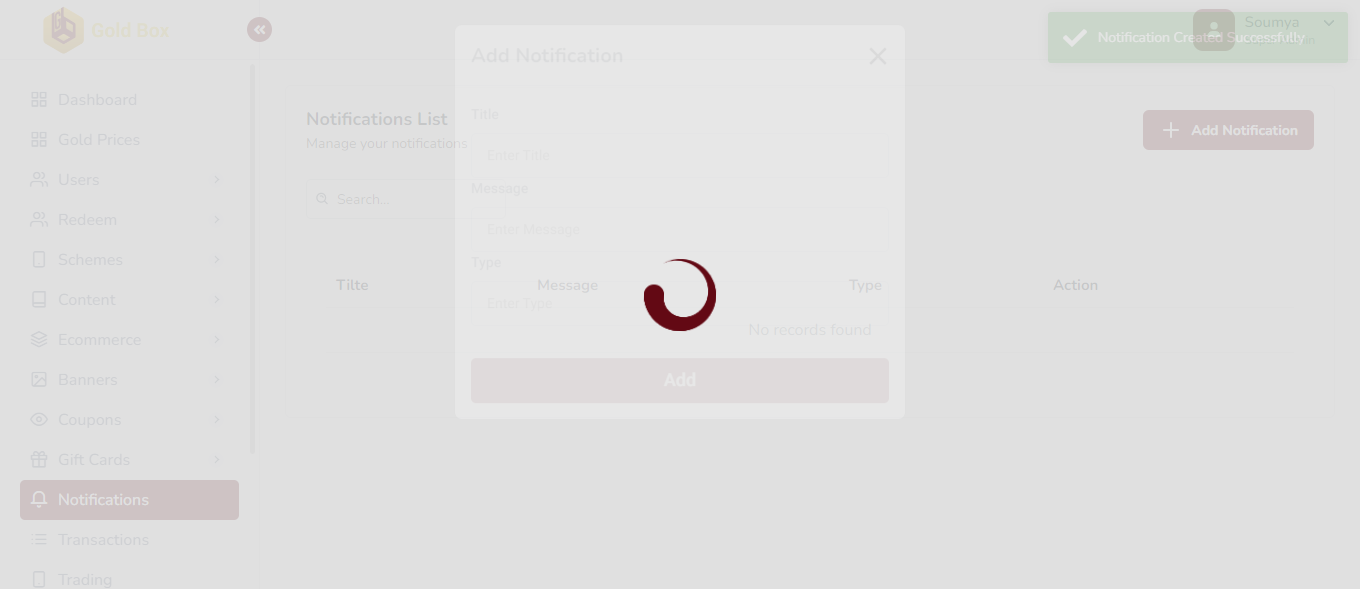 Gold Box
Soumya
Notification Created Successfully
Add Notification
Dashboard
Gold Prices
Users
Redeem
Schemes
Content
Ecommerce
Banners
Coupons
Gift Cards
Notifications
Transactions
Trading
Notifications List
Manage your notifications
Add Notification
Search...
Title
Enter Title
Message
Enter Message
Type
Enter Type
Tilte
Message
Type
Action
No records found
Add